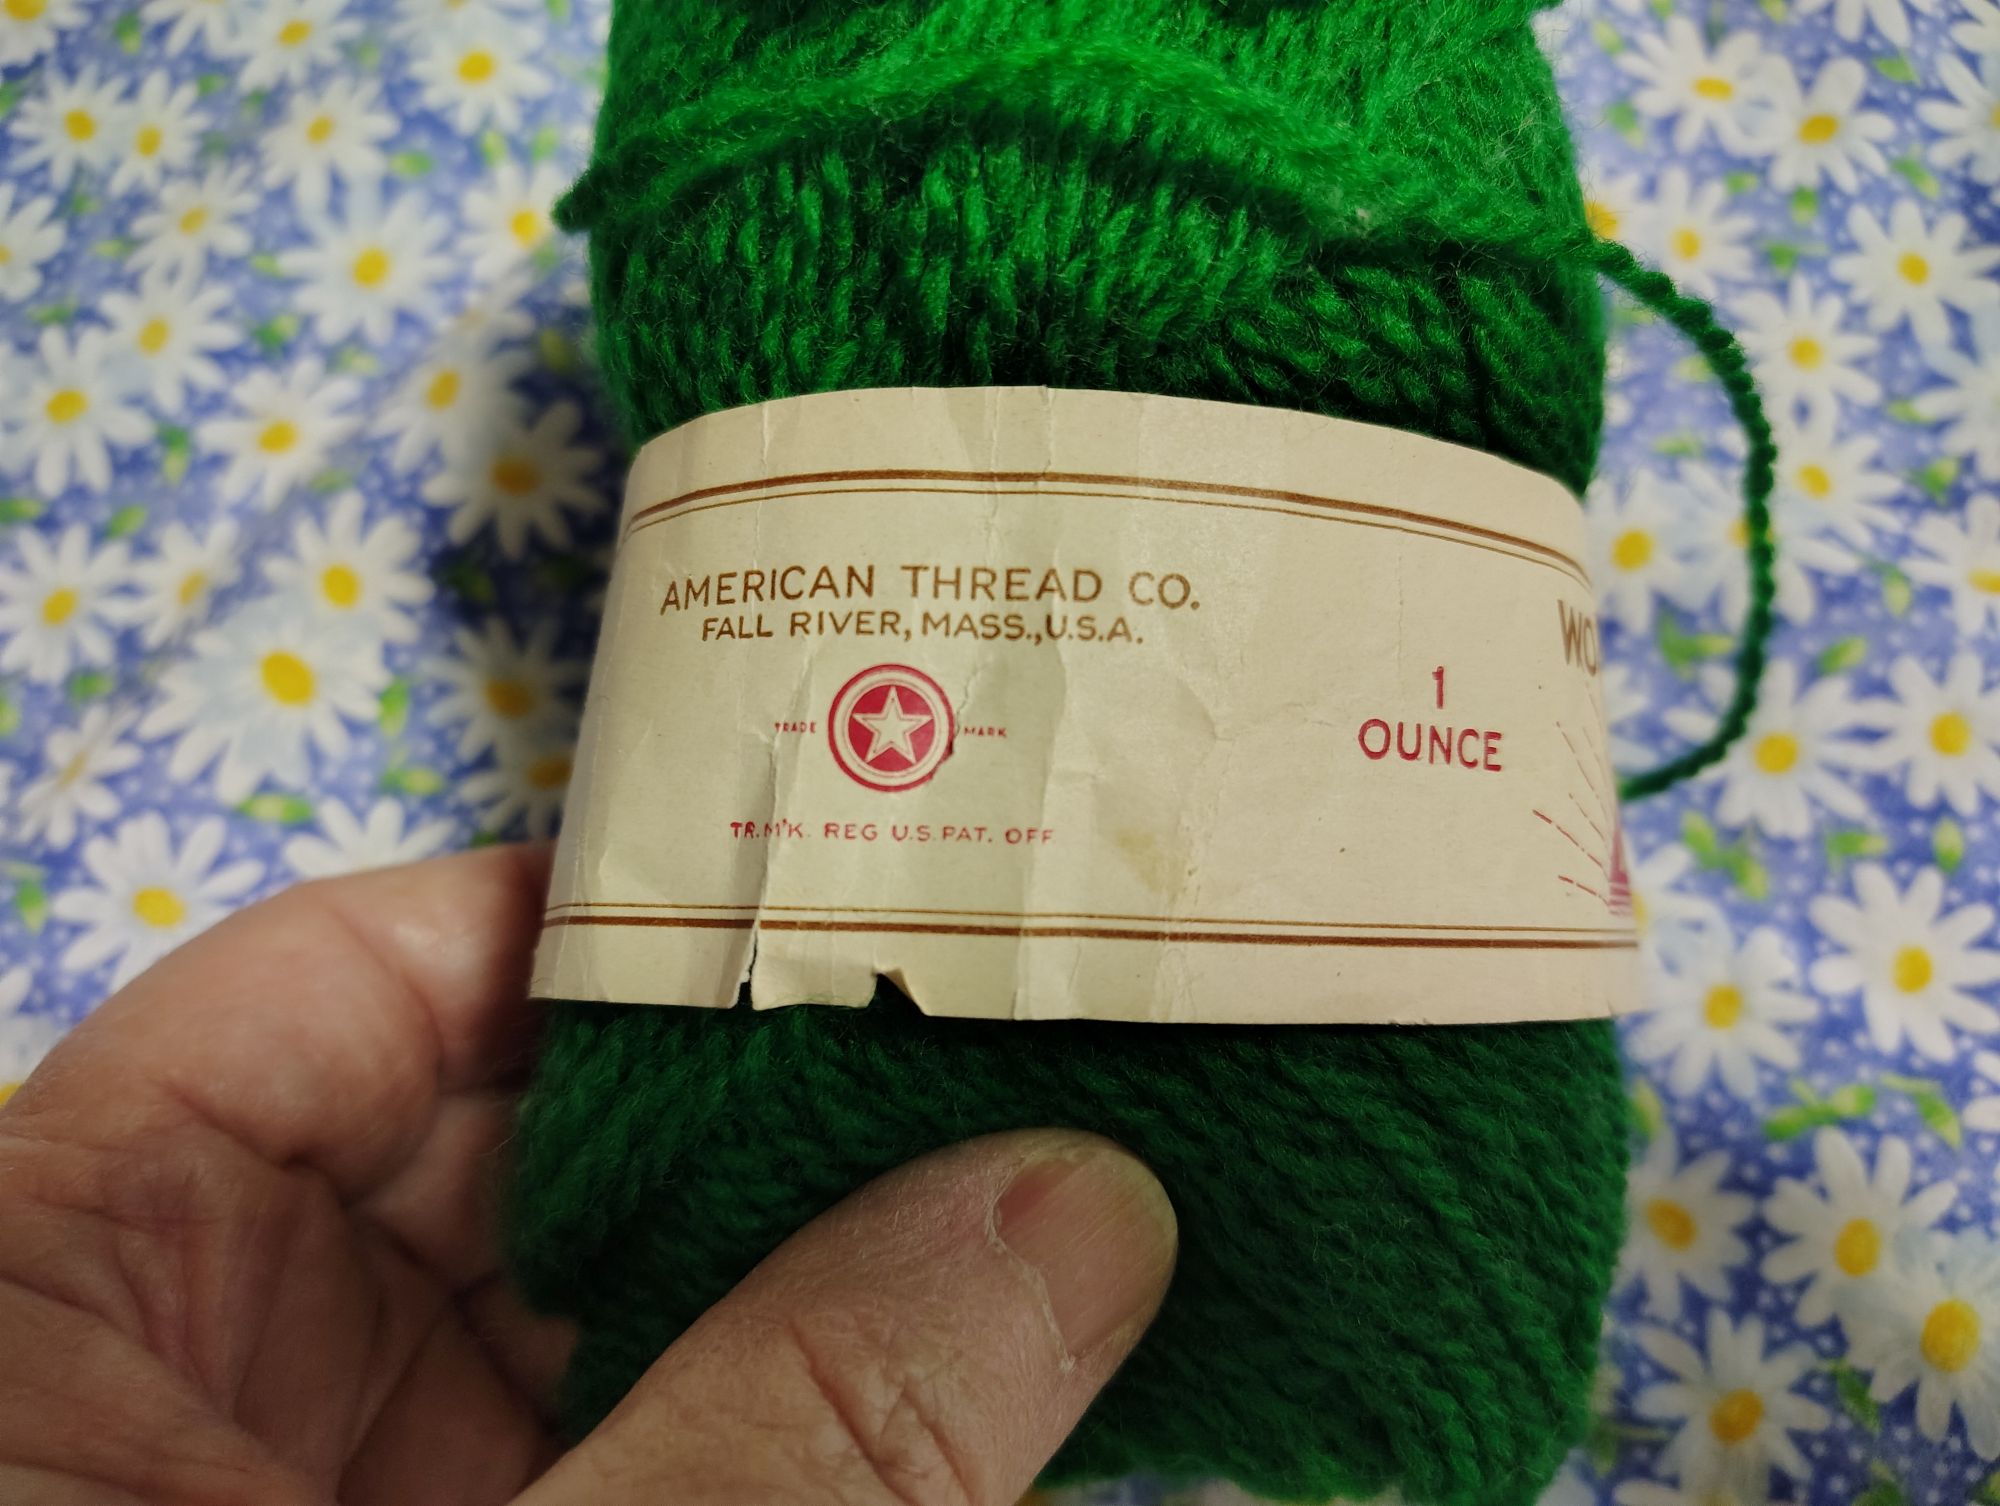 AMERICAN THREAD CO.
FALL RIVER, MASS., U.S.A.
TRADE MARK
TR. M'K. REG U.S. PAT. OFF
1
OUNCE